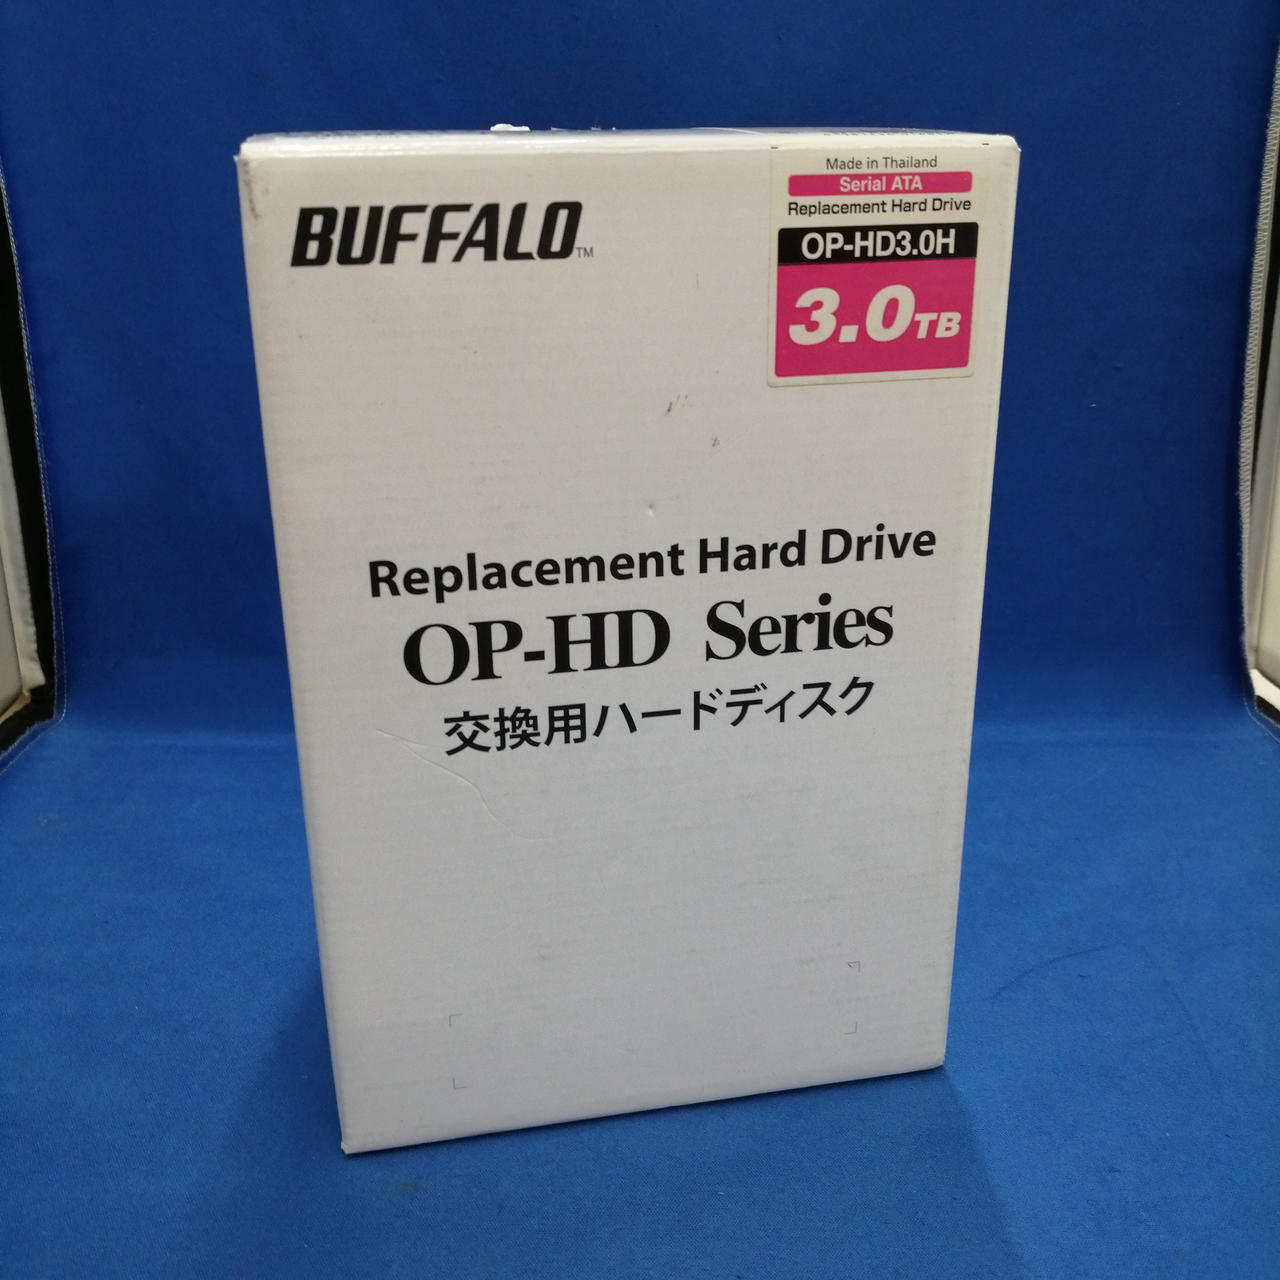 BUFFALO™
Made in Thailand
Serial ATA
Replacement Hard Drive
OP-HD3.0H
3.0TB
Replacement Hard Drive
OP-HD Series
交換用ハードディスク